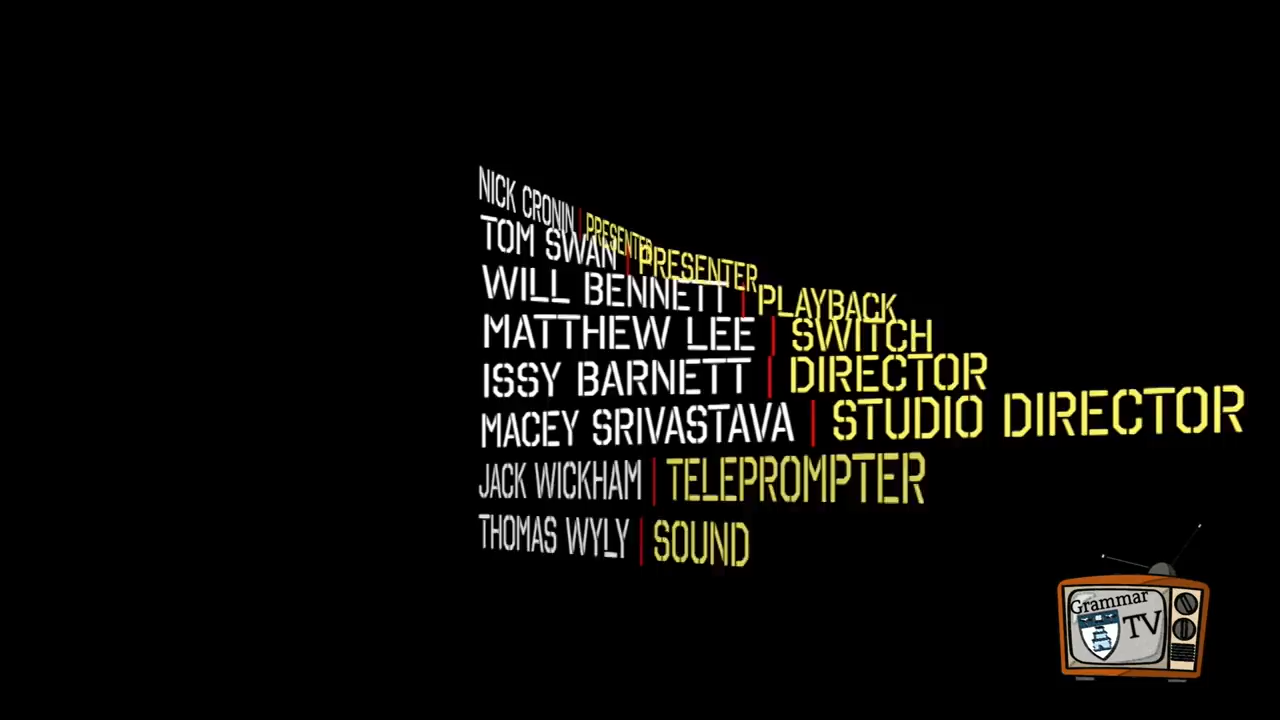 NICK CRONIN | PRESENTER
TOM SWAN | PRESENTER
WILL BENNETT | PLAYBACK
MATTHEW LEE | SWITCH
ISSY BARNETT | DIRECTOR
MACEY SRIVASTAVA | STUDIO DIRECTOR
JACK WICKHAM | TELEPROMPTER
THOMAS WYLY | SOUND
Grammar
TV